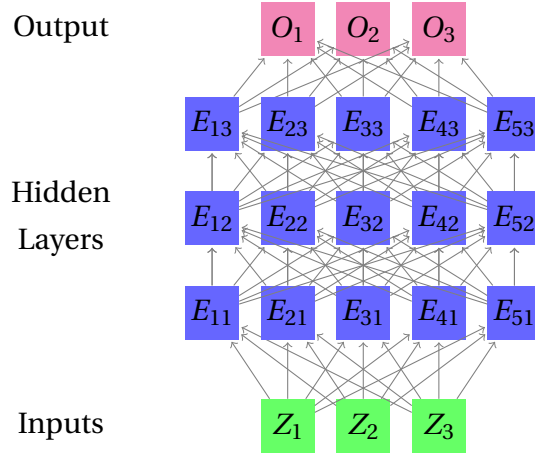 Output O₁ O₂ O₃
E₁₃ E₂₃ E₃₃ E₄₃ E₅₃
Hidden
Layers
E₁₂ E₂₂ E₃₂ E₄₂ E₅₂
E₁₁ E₂₁ E₃₁ E₄₁ E₅₁
Inputs Z₁ Z₂ Z₃